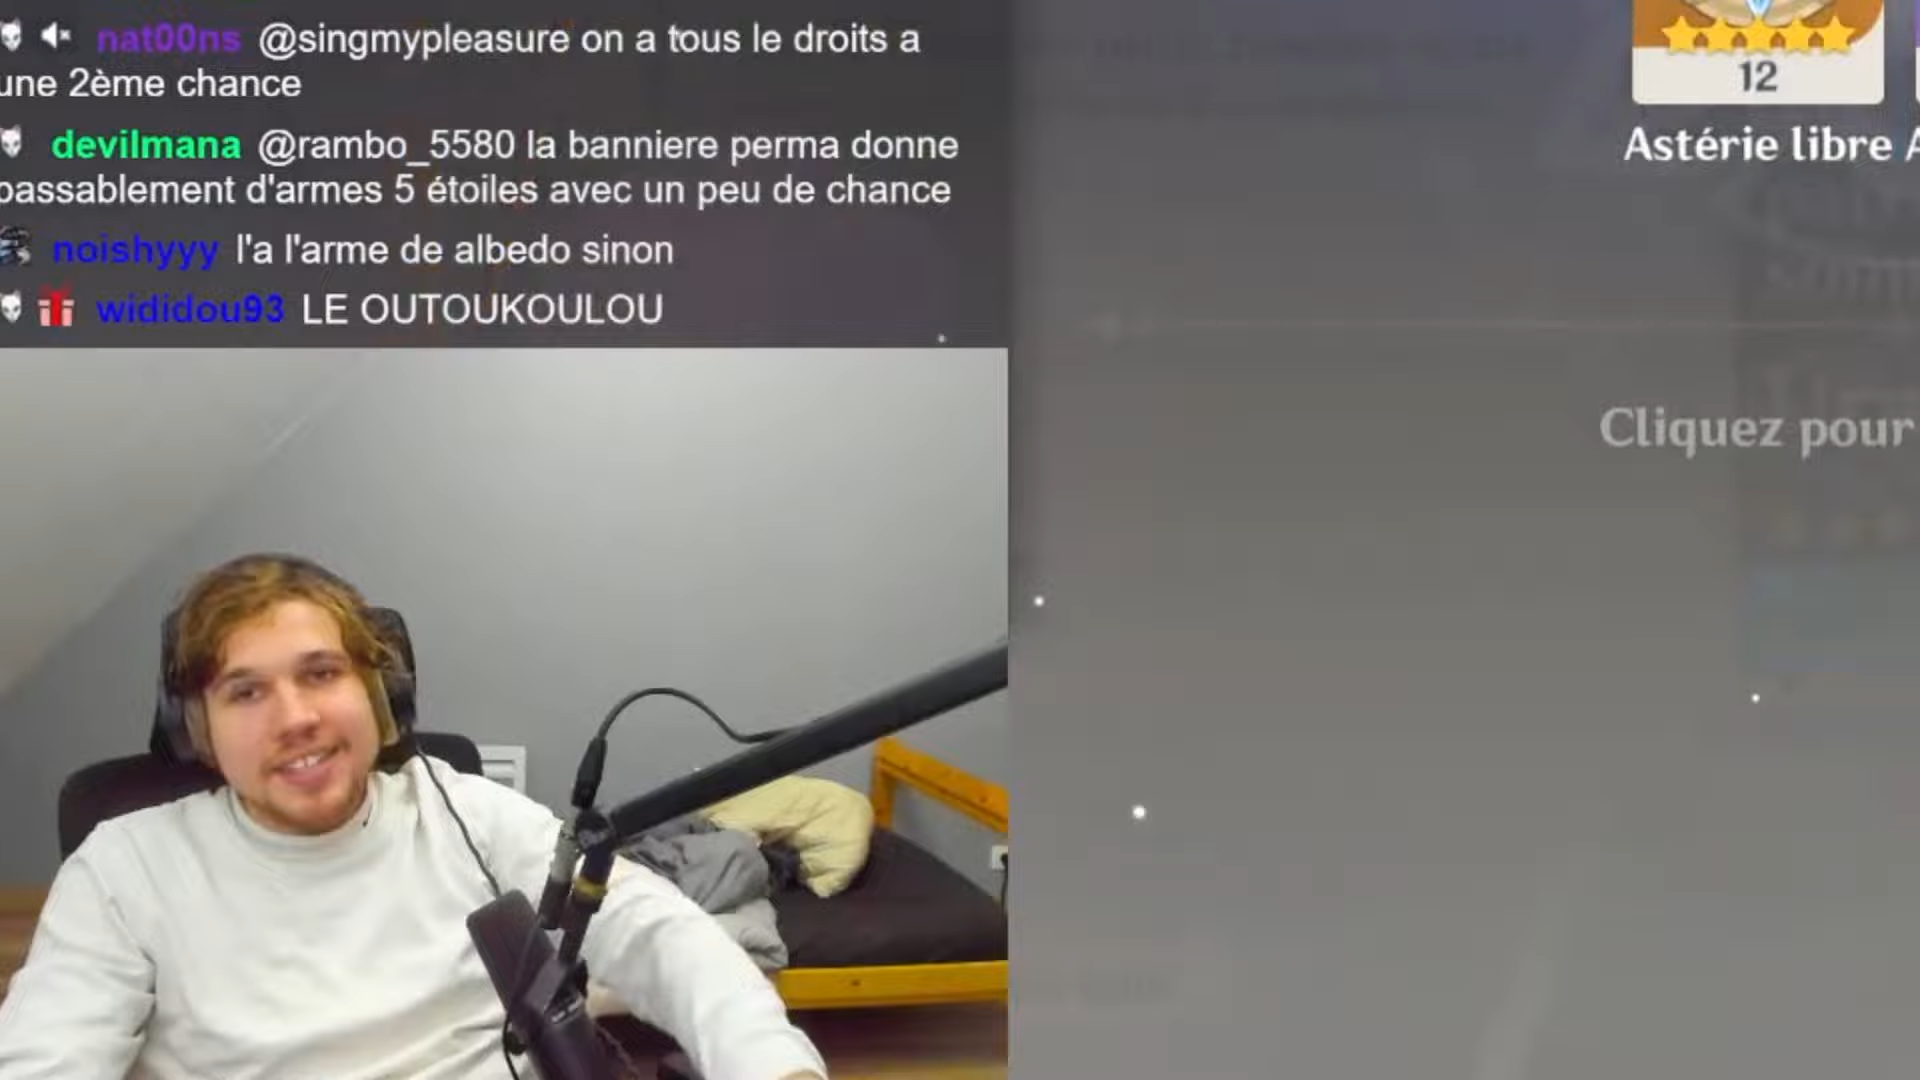 nat00ns @singmypleasure on a tous le droits a
une 2ème chance
devilmana @rambo_5580 la banniere perma donne
passablement d'armes 5 étoiles avec un peu de chance
noishyyy l'a l'arme de albedo sinon
wididou93 LE OUTOUKOULOU
12
Astérie libre
Cliquez pour